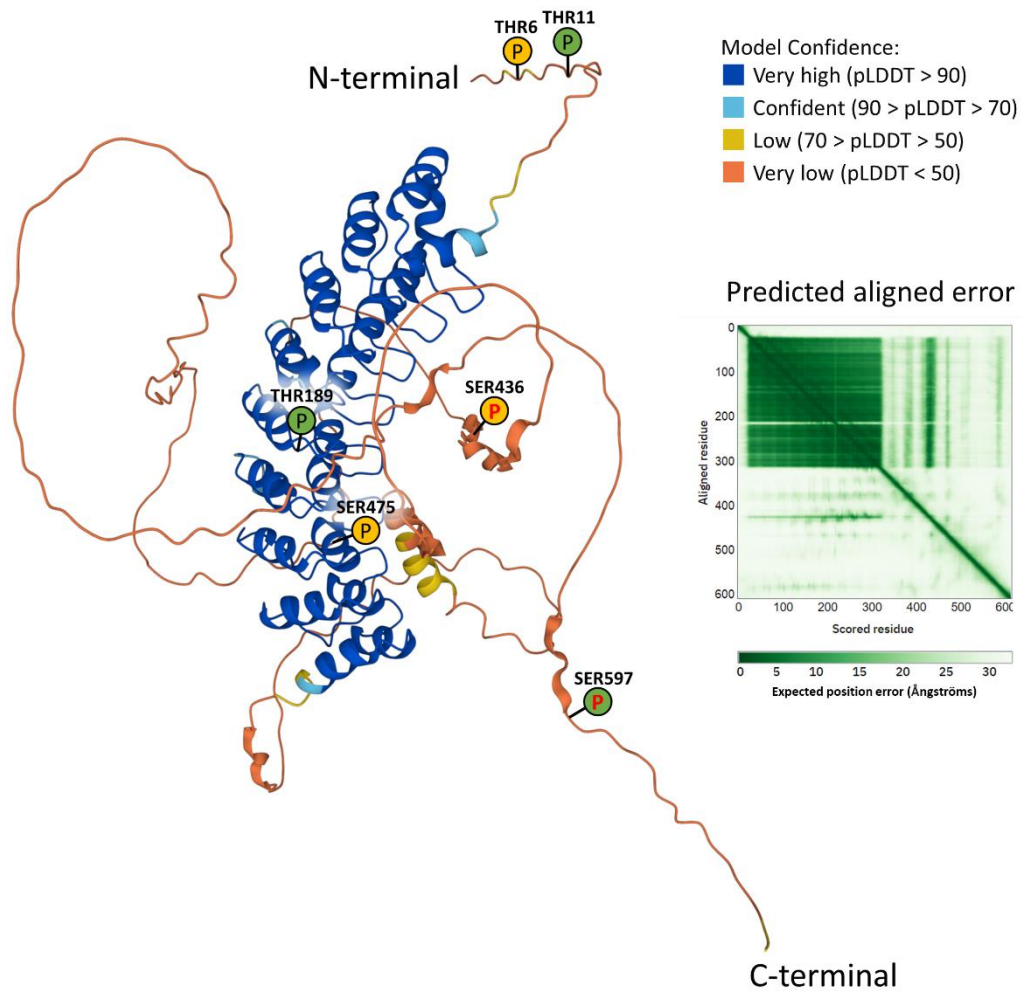 THR6
P
THR11
P
N-terminal
Model Confidence:
Very high (pLDDT > 90)
Confident (90 > pLDDT > 70)
Low (70 > pLDDT > 50)
Very low (pLDDT < 50)
THR189
P
SER436
P
SER475
P
SER597
P
C-terminal
Predicted aligned error
0
100
200
300
400
500
600
Aligned residue
0
100
200
300
400
500
600
Scored residue
0
5
10
15
20
25
30
Expected position error (Ångströms)